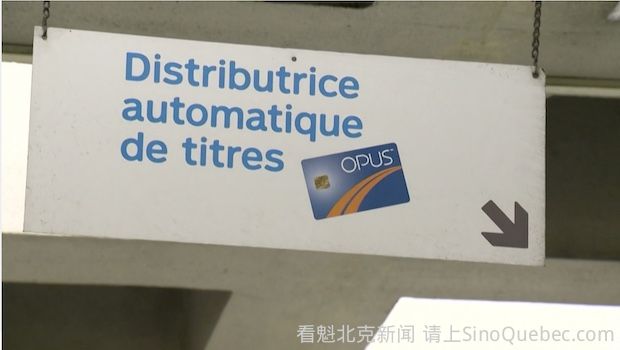 Distributrice
automatique
de titres
OPUS™
看魁北克新闻 请上SinoQuebec.com